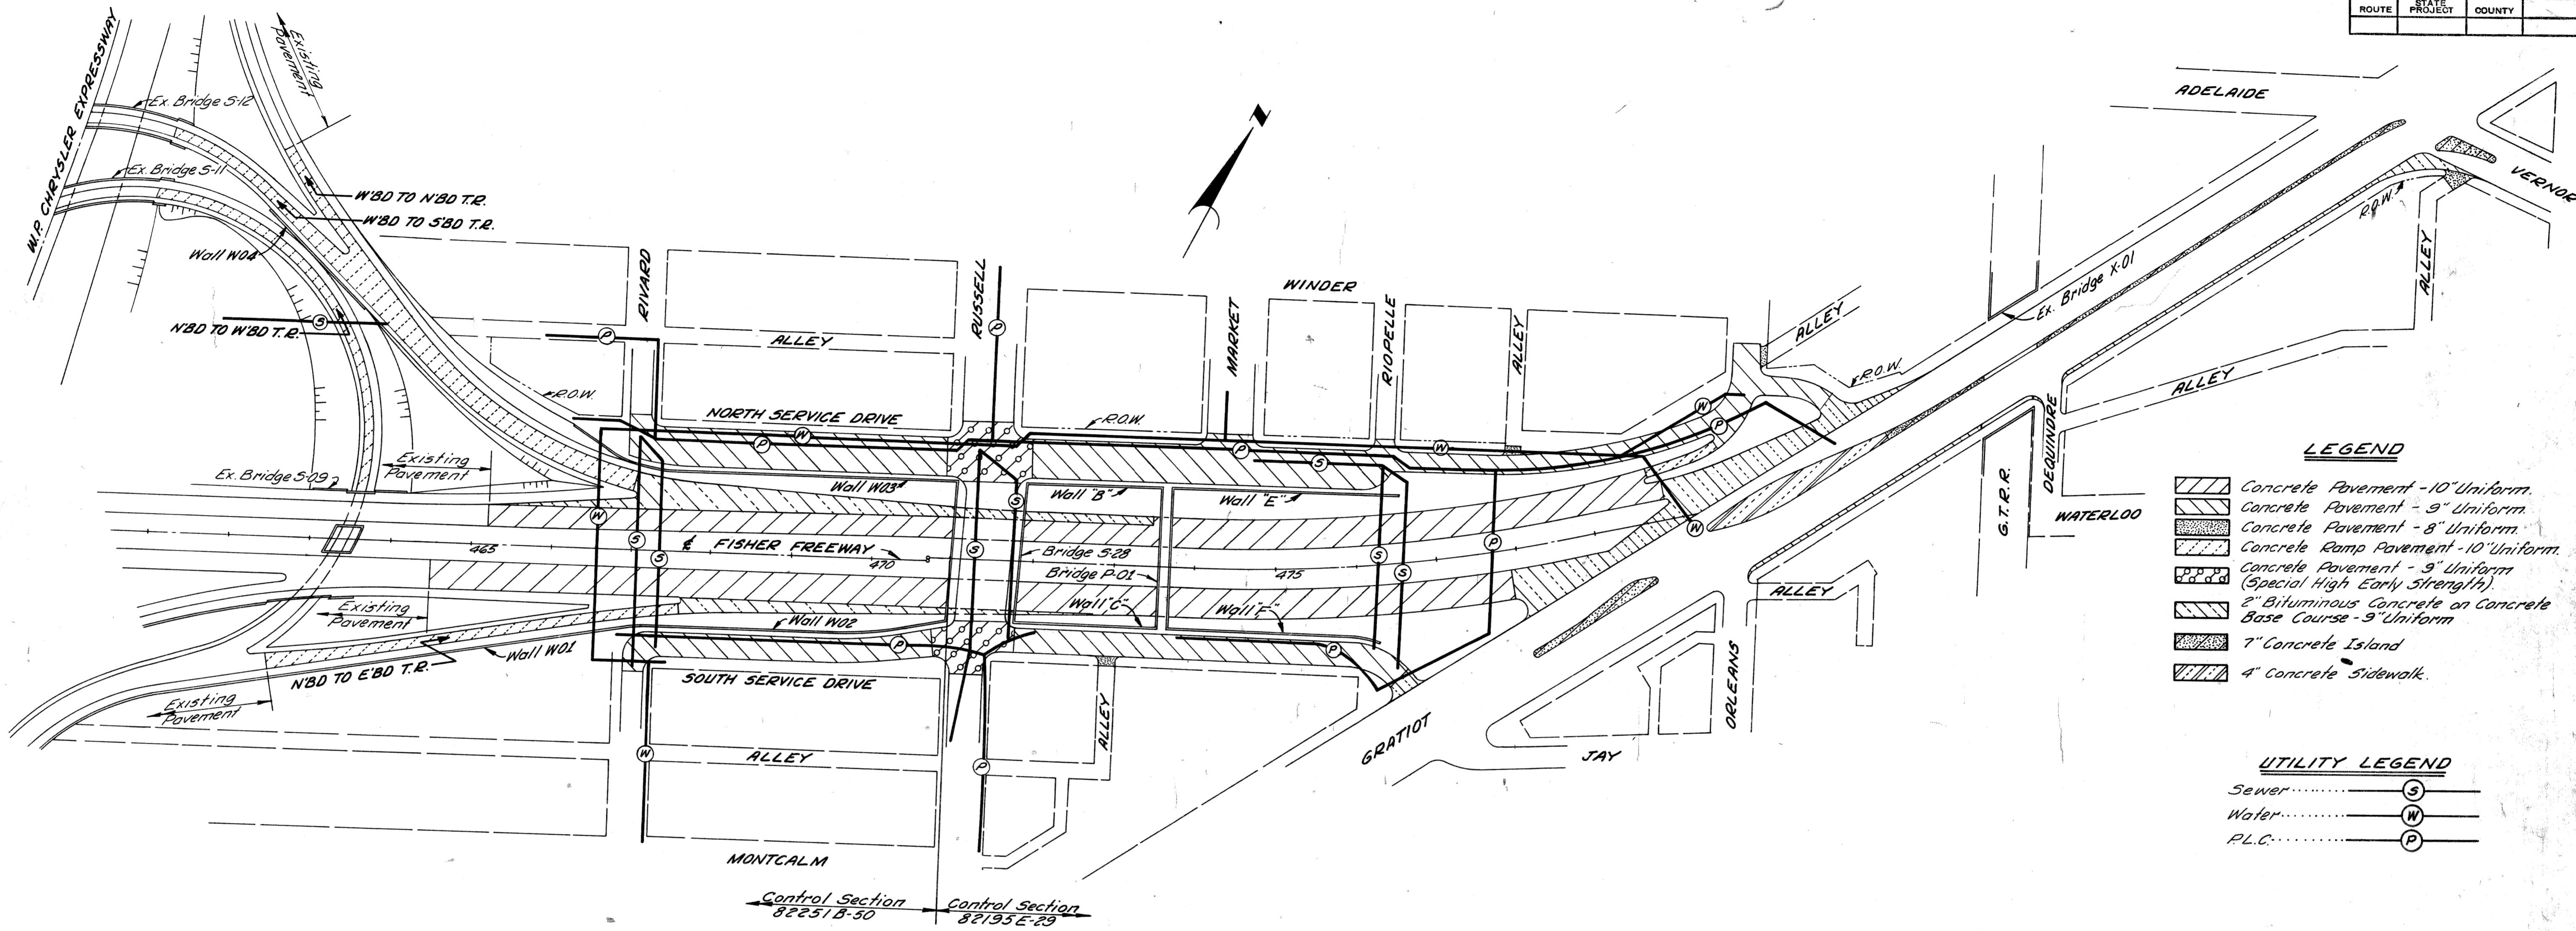 ROUTE
STATE PROJECT
COUNTY
W.P. CHRYSLER EXPRESSWAY
Existing Pavement
Ex. Bridge S-12
Ex. Bridge S-11
W'BD TO N'BD T.R.
W'BD TO S'BD T.R.
Wall W04
N'BD TO W'BD T.R.
S
N
ADELAIDE
VERNOR
R.O.W.
ALLEY
Ex. Bridge X-01
RIVARD
RUSSELL
WINDER
MARKET
RIOPELLE
ALLEY
ALLEY
ALLEY
P
P
R.O.W.
NORTH SERVICE DRIVE
R.O.W.
R.O.W.
ALLEY
DEQUINDRE
P
W
P
S
W
W
P
Existing Pavement
Ex. Bridge S-09
Wall W03
Wall "B"
Wall "E"
S
W
W
G.T.R.R.
WATERLOO
465
S
S
℄ FISHER FREEWAY
470
S
Bridge S-28
Bridge P-01
475
S
S
P
Existing Pavement
Wall W02
Wall "C"
Wall "F"
ALLEY
N'BD TO E'BD T.R.
Wall W01
P
P
SOUTH SERVICE DRIVE
Existing Pavement
ALLEY
ORLEANS
GRATIOT
JAY
W
ALLEY
P
MONTCALM
Control Section 82251 B-50
Control Section 82195 E-29
LEGEND
Concrete Pavement - 10" Uniform.
Concrete Pavement - 9" Uniform.
Concrete Pavement - 8" Uniform.
Concrete Ramp Pavement - 10" Uniform.
Concrete Pavement - 9" Uniform
(Special High Early Strength).
2" Bituminous Concrete on Concrete
Base Course - 9" Uniform
7" Concrete Island
4" Concrete Sidewalk.
UTILITY LEGEND
Sewer ........ S
Water ........ W
P.L.C. ........ P